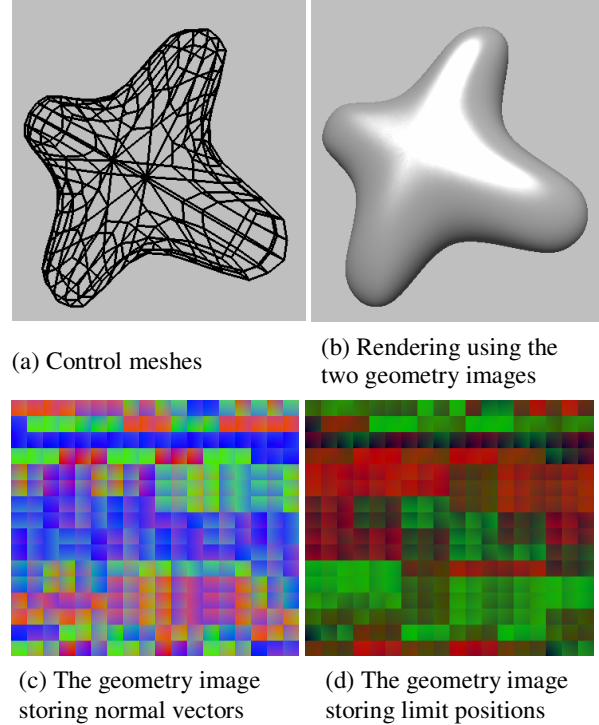 (a) Control meshes
(b) Rendering using the
two geometry images
(c) The geometry image
storing normal vectors
(d) The geometry image
storing limit positions